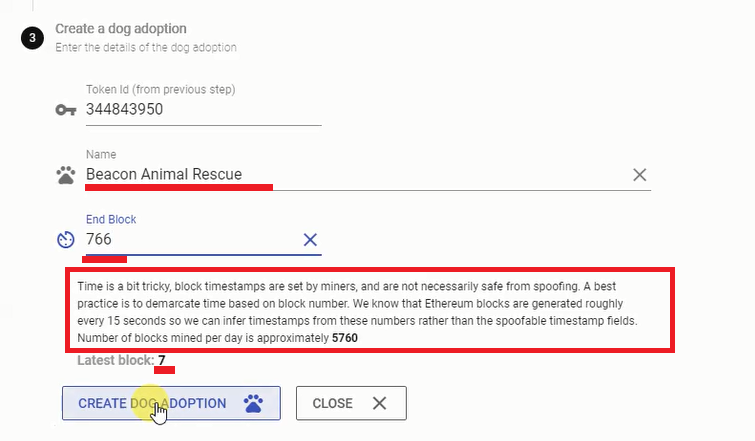 3
Create a dog adoption
Enter the details of the dog adoption
Token Id (from previous step)
344843950
Name
Beacon Animal Rescue
End Block
766
Time is a bit tricky, block timestamps are set by miners, and are not necessarily safe from spoofing. A best
practice is to demarcate time based on block number. We know that Ethereum blocks are generated roughly
every 15 seconds so we can infer timestamps from these numbers rather than the spoofable timestamp fields.
Number of blocks mined per day is approximately 5760
Latest block: 7
CREATE DOG ADOPTION
CLOSE